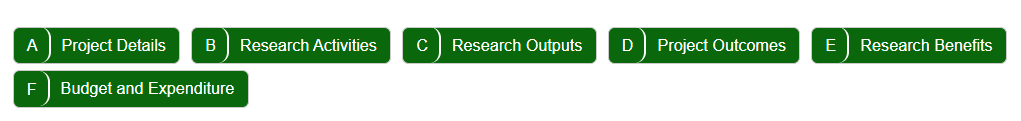 A Project Details B Research Activities C Research Outputs D Project Outcomes E Research Benefits
F Budget and Expenditure